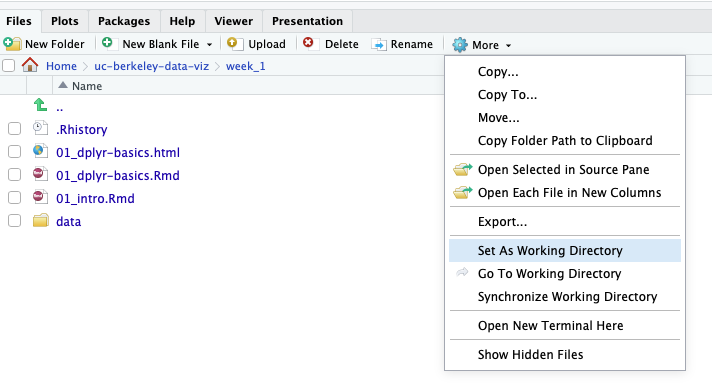 Files Plots Packages Help Viewer Presentation
New Folder New Blank File Upload Delete Rename More
Home uc-berkeley-data-viz week_1
Name
..
.Rhistory
01_dplyr-basics.html
01_dplyr-basics.Rmd
01_intro.Rmd
data
Copy...
Copy To...
Move...
Copy Folder Path to Clipboard
Open Selected in Source Pane
Open Each File in New Columns
Export...
Set As Working Directory
Go To Working Directory
Synchronize Working Directory
Open New Terminal Here
Show Hidden Files